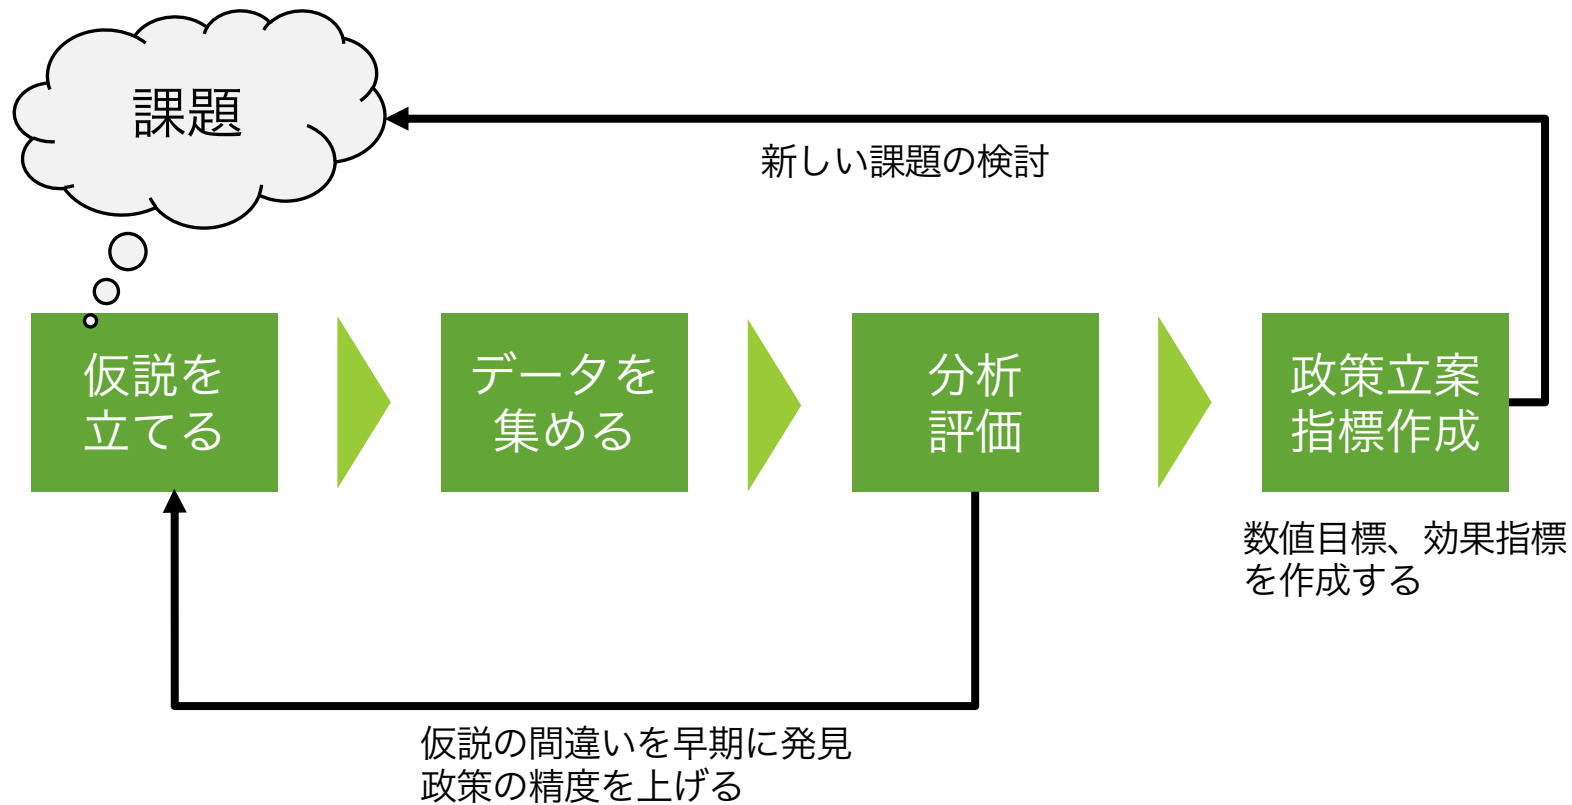 課題
新しい課題の検討
仮説を
立てる
データを
集める
分析
評価
政策立案
指標作成
数値目標、効果指標
を作成する
仮説の間違いを早期に発見
政策の精度を上げる